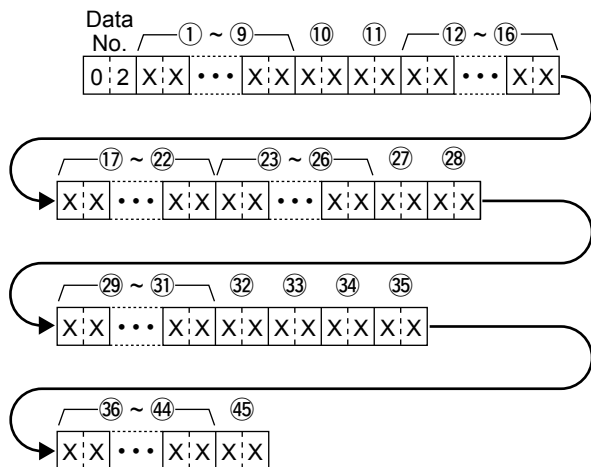 Data
No. ① ~ ⑨ ⑩ ⑪ ⑫ ~ ⑯
0 2 X X ••• X X X X X X X X ••• X X
⑰ ~ ㉒ ㉓ ~ ㉖ ㉗ ㉘
X X ••• X X X X ••• X X X X X X
㉙ ~ ㉛ ㉜ ㉝ ㉞ ㉟
X X ••• X X X X X X X X X X
㊱ ~ ㊹ ㊺
X X ••• X X X X